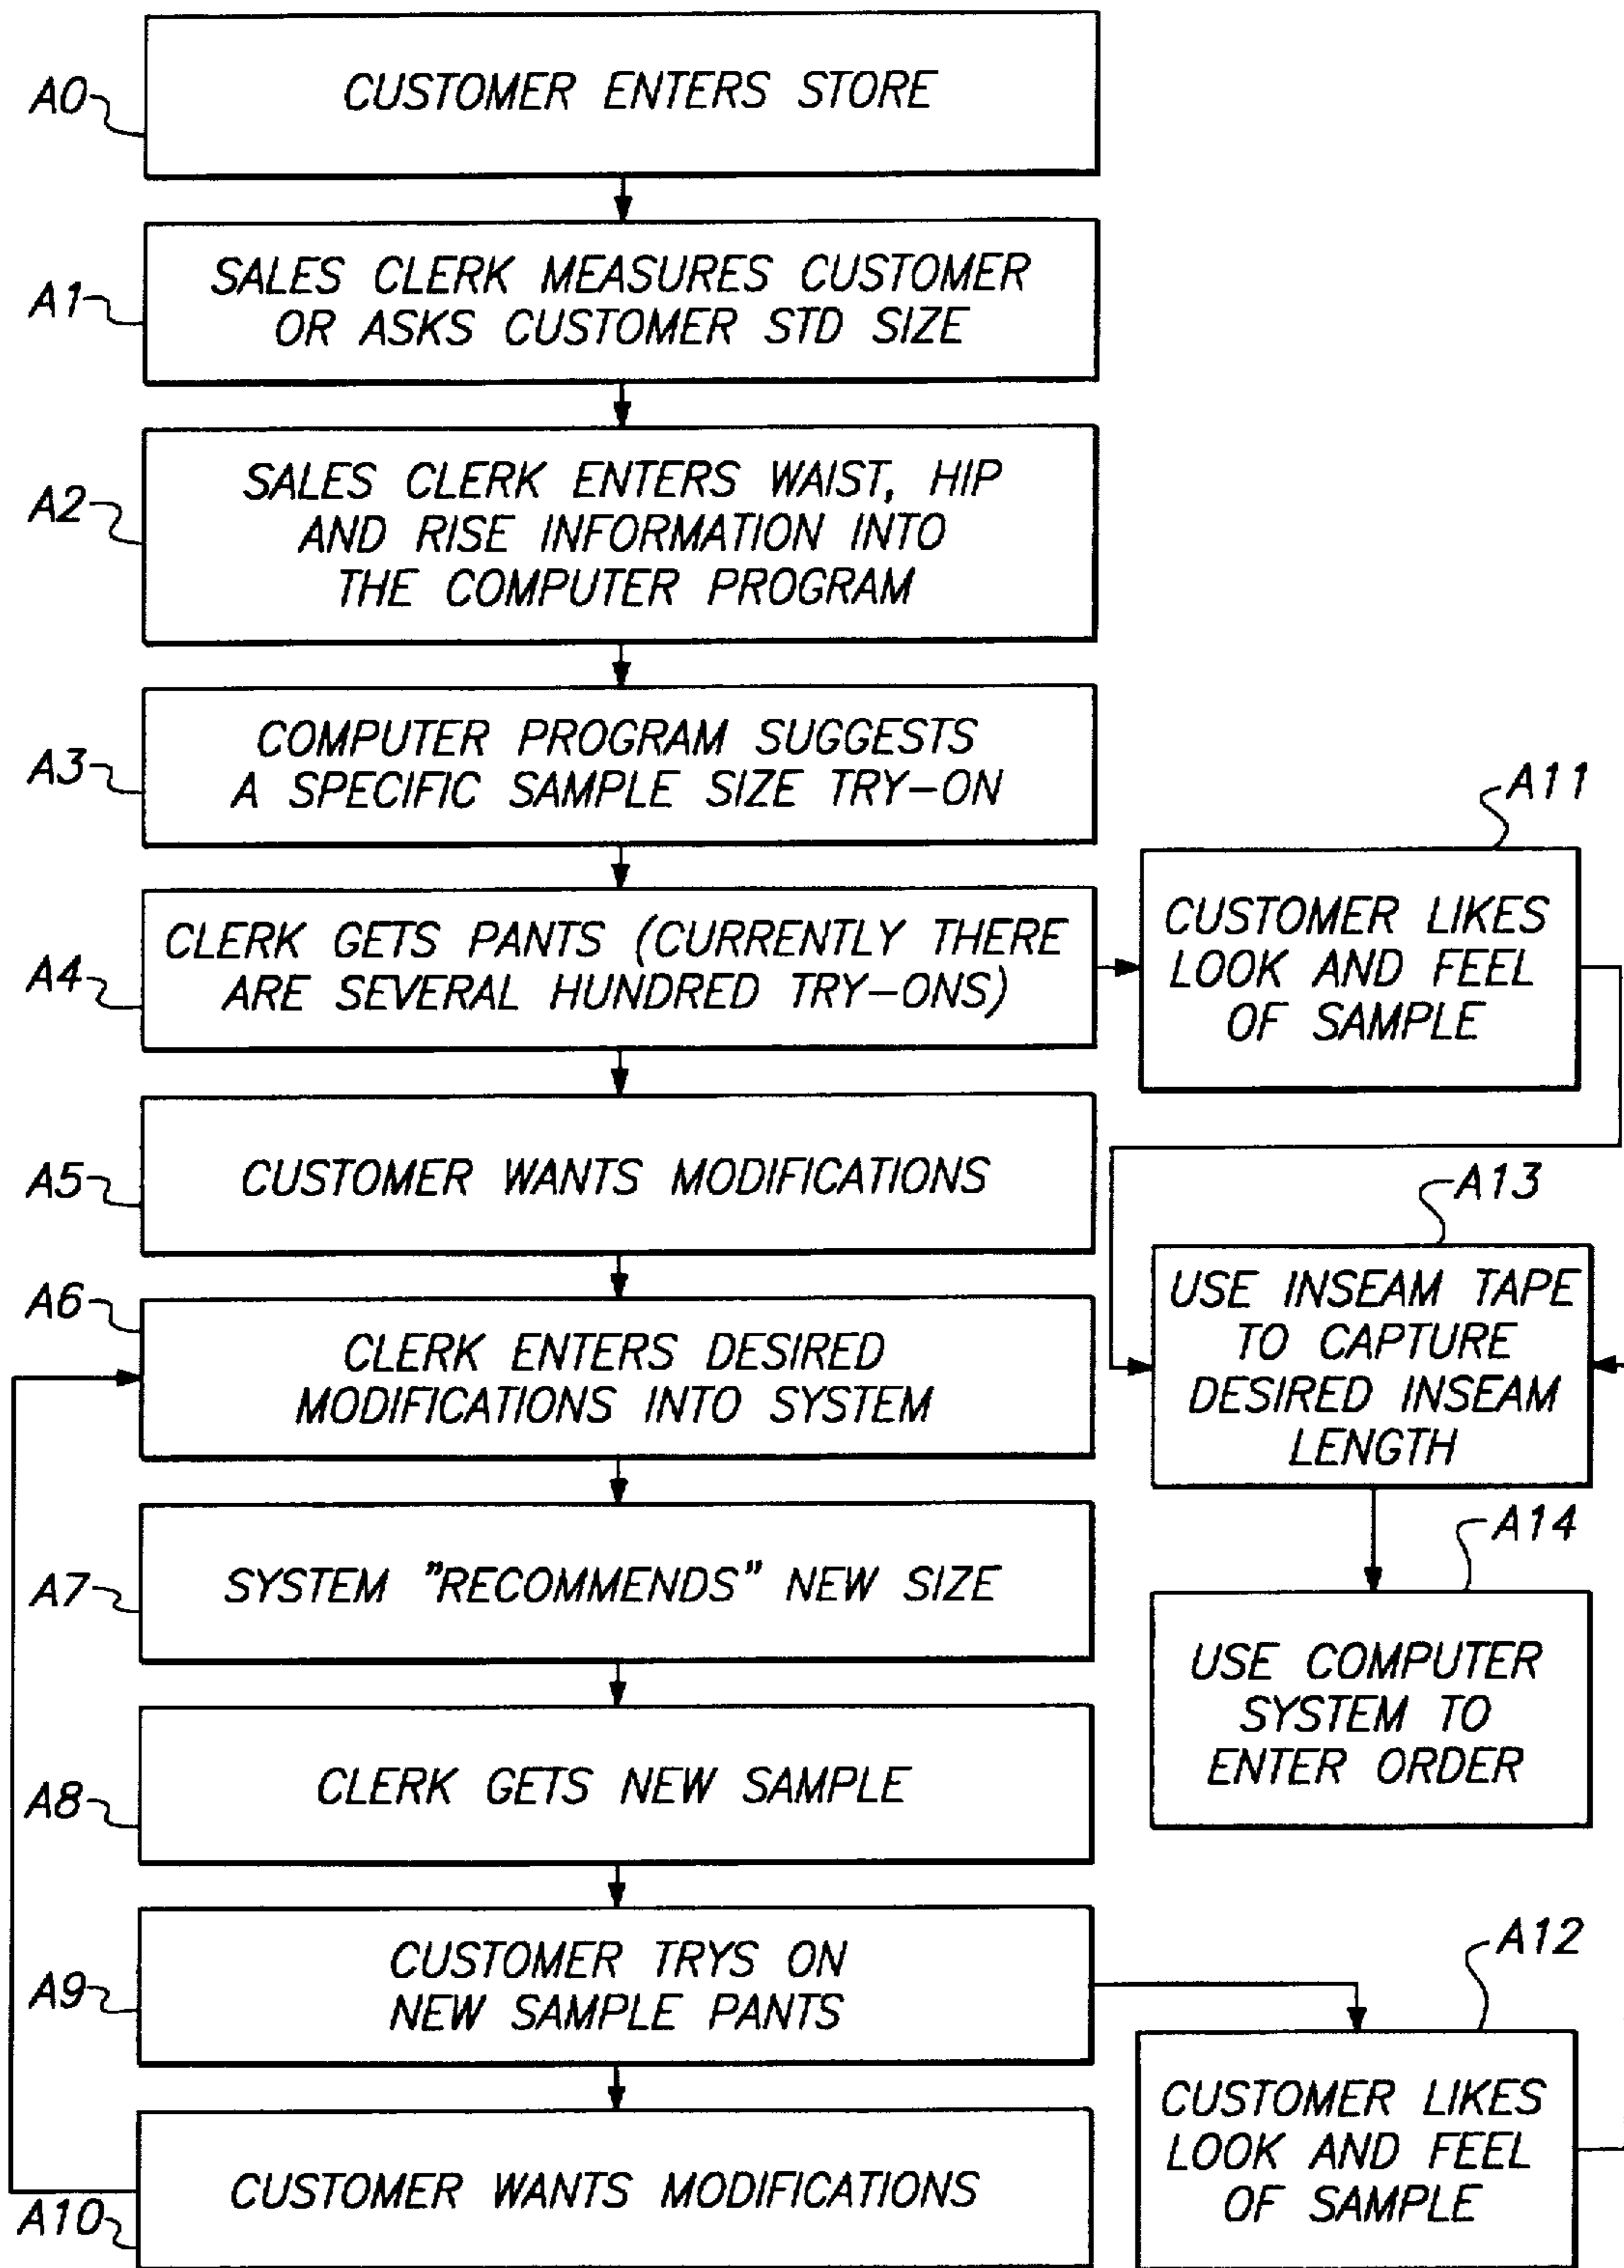 A0
CUSTOMER ENTERS STORE
A1
SALES CLERK MEASURES CUSTOMER
OR ASKS CUSTOMER STD SIZE
A2
SALES CLERK ENTERS WAIST, HIP
AND RISE INFORMATION INTO
THE COMPUTER PROGRAM
A3
COMPUTER PROGRAM SUGGESTS
A SPECIFIC SAMPLE SIZE TRY-ON
A4
CLERK GETS PANTS (CURRENTLY THERE
ARE SEVERAL HUNDRED TRY-ONS)
A11
CUSTOMER LIKES
LOOK AND FEEL
OF SAMPLE
A5
CUSTOMER WANTS MODIFICATIONS
A6
CLERK ENTERS DESIRED
MODIFICATIONS INTO SYSTEM
A13
USE INSEAM TAPE
TO CAPTURE
DESIRED INSEAM
LENGTH
A7
SYSTEM "RECOMMENDS" NEW SIZE
A14
USE COMPUTER
SYSTEM TO
ENTER ORDER
A8
CLERK GETS NEW SAMPLE
A9
CUSTOMER TRYS ON
NEW SAMPLE PANTS
A12
CUSTOMER LIKES
LOOK AND FEEL
OF SAMPLE
A10
CUSTOMER WANTS MODIFICATIONS